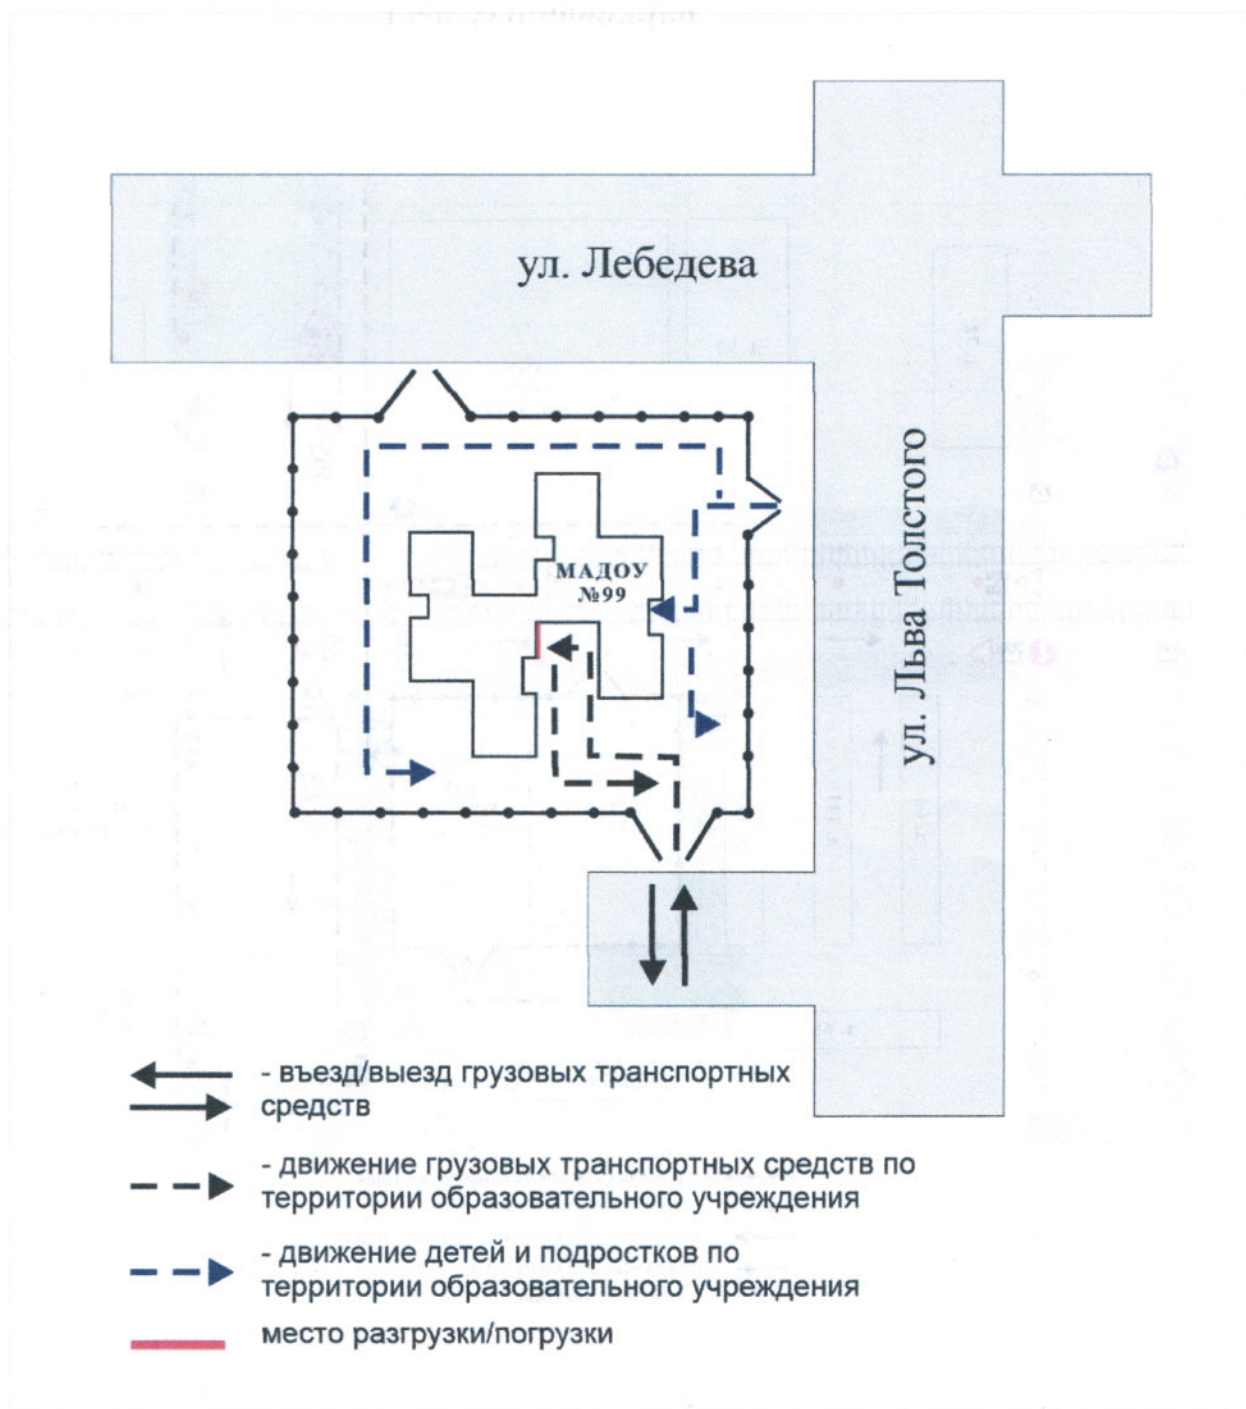 ул. Лебедева
ул. Льва Толстого
МАДОУ
№99
- въезд/выезд грузовых транспортных
средств
- движение грузовых транспортных средств по
территории образовательного учреждения
- движение детей и подростков по
территории образовательного учреждения
место разгрузки/погрузки